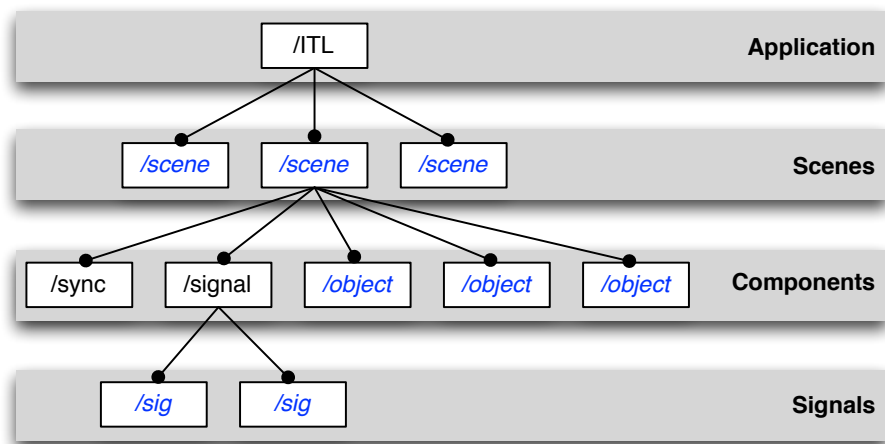 /ITL Application
/scene /scene /scene Scenes
/sync /signal /object /object /object Components
/sig /sig Signals